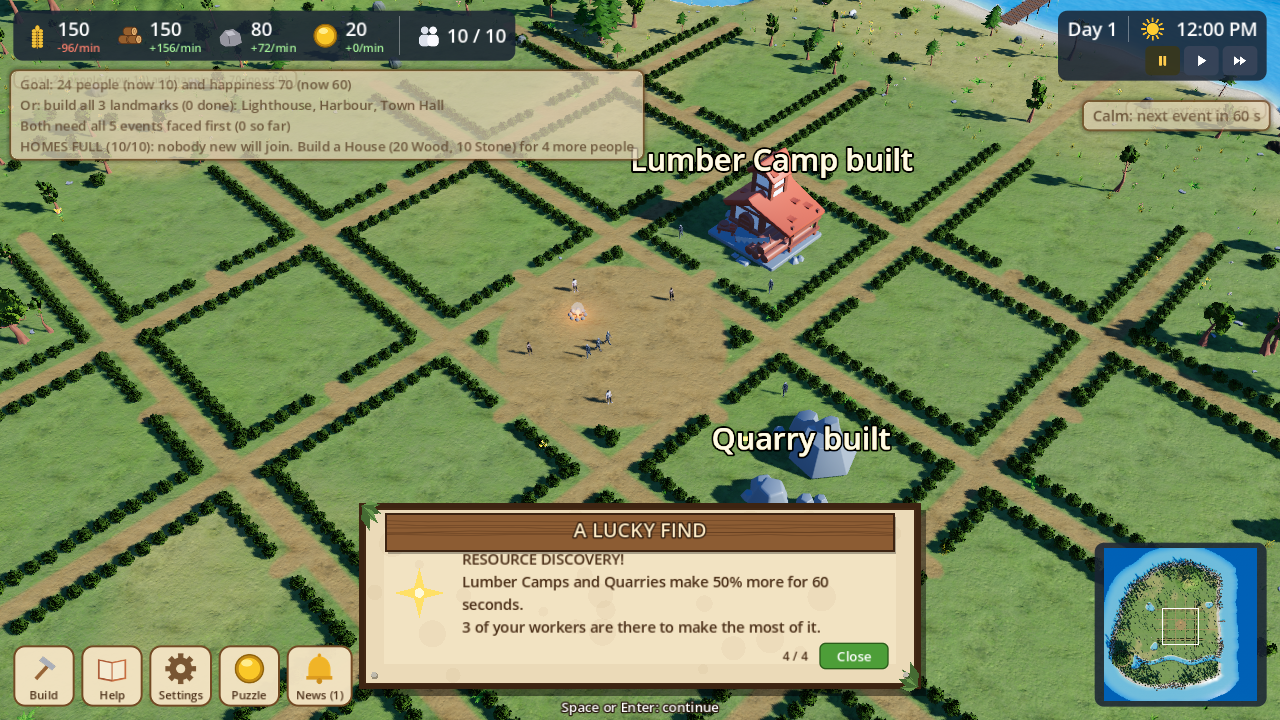 150
-96/min
150
+156/min
80
+72/min
20
+0/min
10 / 10
Day 1
12:00 PM
Goal: 24 people (now 10) and happiness 70 (now 60)
Or: build all 3 landmarks (0 done): Lighthouse, Harbour, Town Hall
Both need all 5 events faced first (0 so far)
HOMES FULL (10/10): nobody new will join. Build a House (20 Wood, 10 Stone) for 4 more people
Calm: next event in 60 s
Lumber Camp built
Quarry built
A LUCKY FIND
RESOURCE DISCOVERY!
Lumber Camps and Quarries make 50% more for 60
seconds.
3 of your workers are there to make the most of it.
4 / 4
Close
Build
Help
Settings
Puzzle
News (1)
Space or Enter: continue